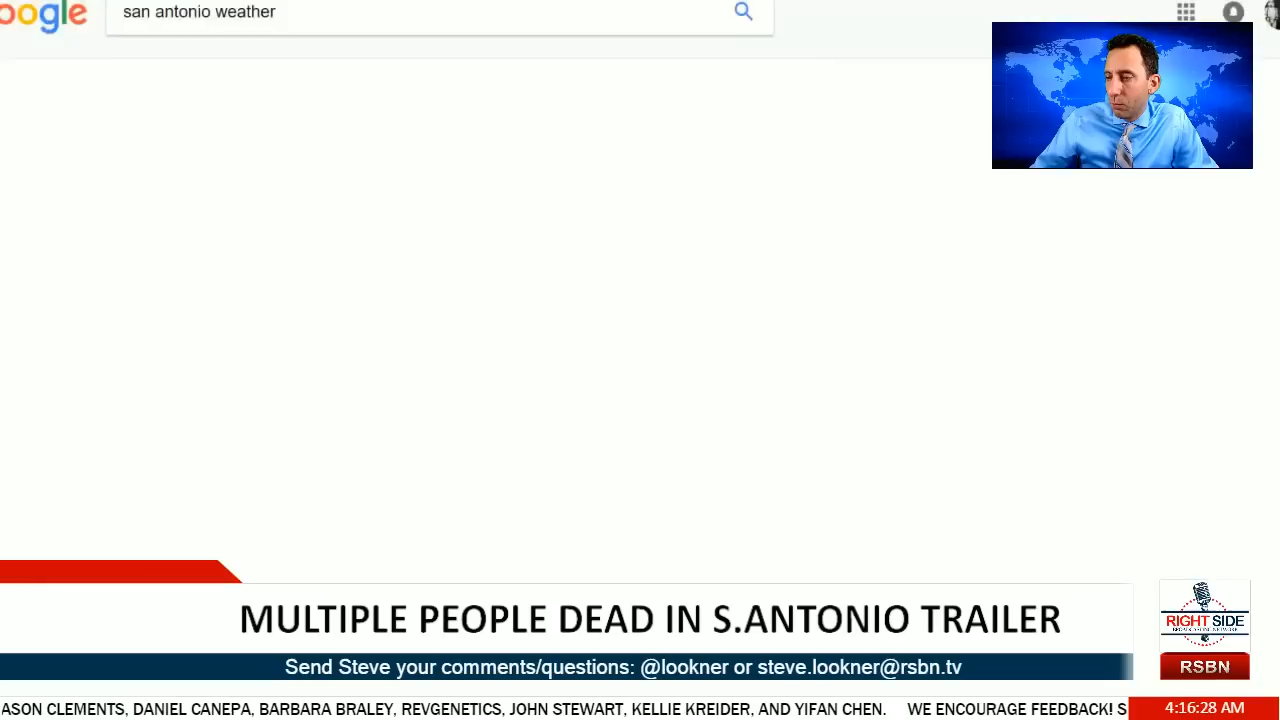 oogle
san antonio weather
MULTIPLE PEOPLE DEAD IN S.ANTONIO TRAILER
Send Steve your comments/questions: @lookner or steve.lookner@rsbn.tv
RIGHT SIDE
BROADCASTING NETWORK
RSBN
ASON CLEMENTS, DANIEL CANEPA, BARBARA BRALEY, REVGENETICS, JOHN STEWART, KELLIE KREIDER, AND YIFAN CHEN. WE ENCOURAGE FEEDBACK! S
4:16:28 AM